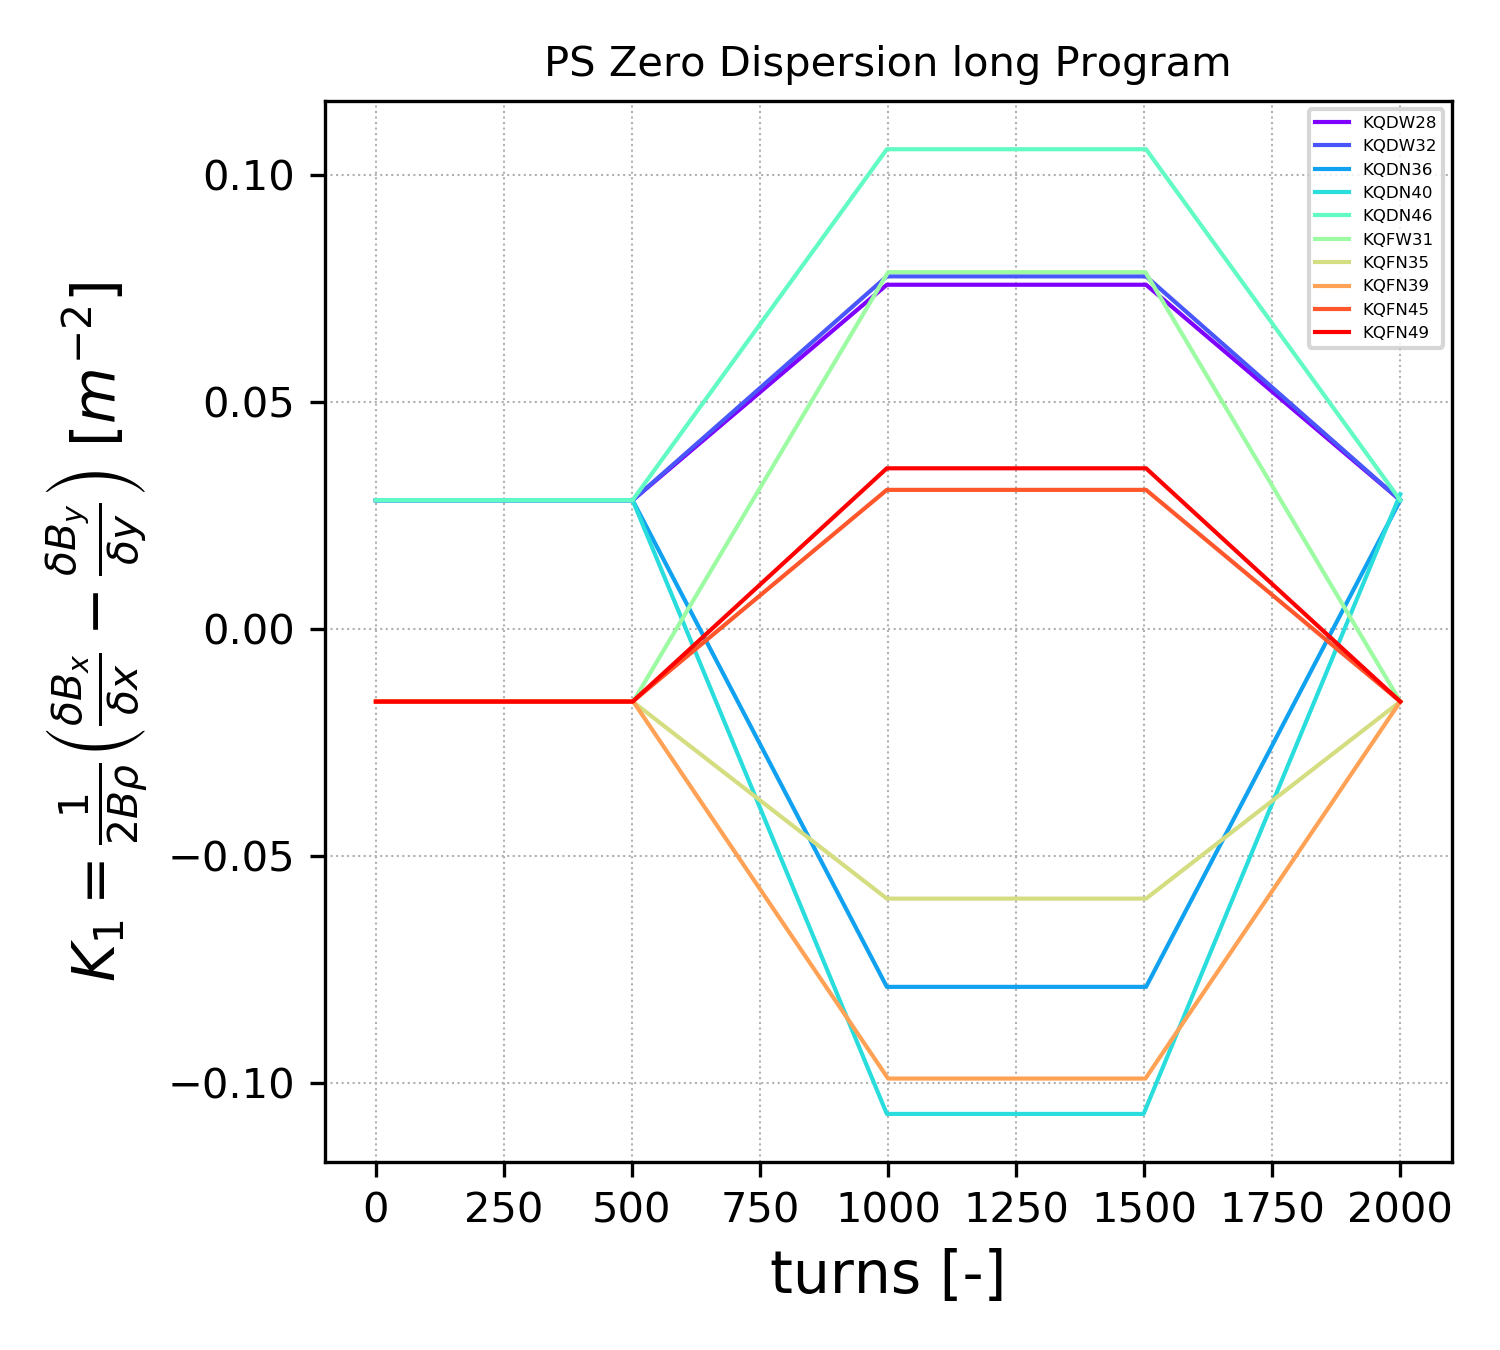 PS Zero Dispersion long Program
K₁ = 1/2Bρ (δBₓ/δx − δB_y/δy) [m⁻²]
0.10
0.05
0.00
−0.05
−0.10
KQDW28
KQDW32
KQDN36
KQDN40
KQDN46
KQFW31
KQFN35
KQFN39
KQFN45
KQFN49
0 250 500 750 1000 1250 1500 1750 2000
turns [-]